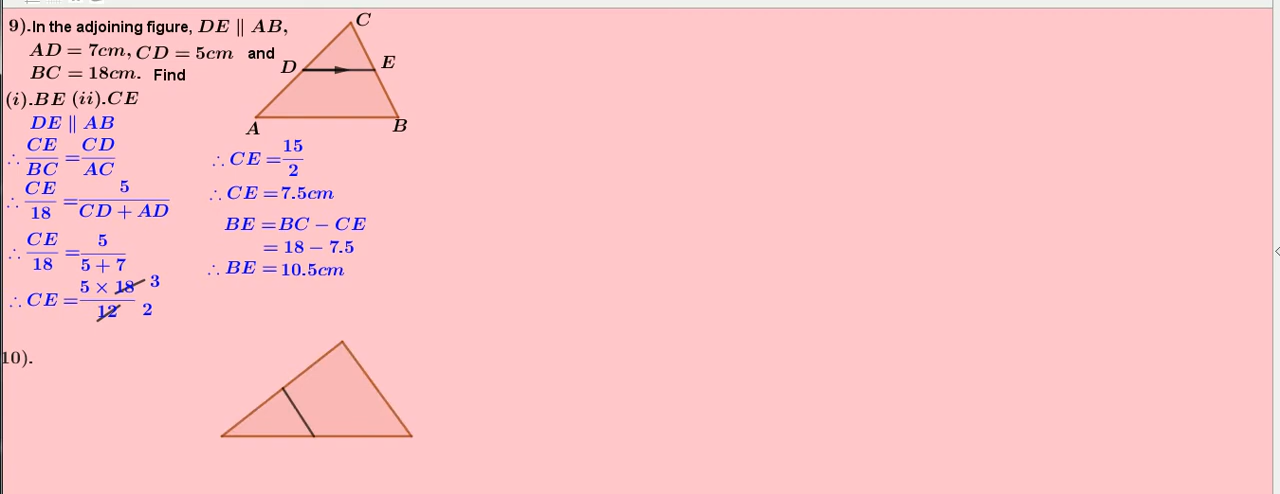 9).In the adjoining figure, DE ∥ AB,
AD = 7cm, CD = 5cm and
BC = 18cm. Find
(i).BE (ii).CE
C
D
E
A
B
DE ∥ AB
∴ CE/BC = CD/AC
∴ CE/18 = 5/CD + AD
∴ CE/18 = 5/5 + 7
∴ CE = 5 × 18/12 3 2
∴ CE = 15/2
∴ CE = 7.5cm
BE = BC − CE
= 18 − 7.5
∴ BE = 10.5cm
10).